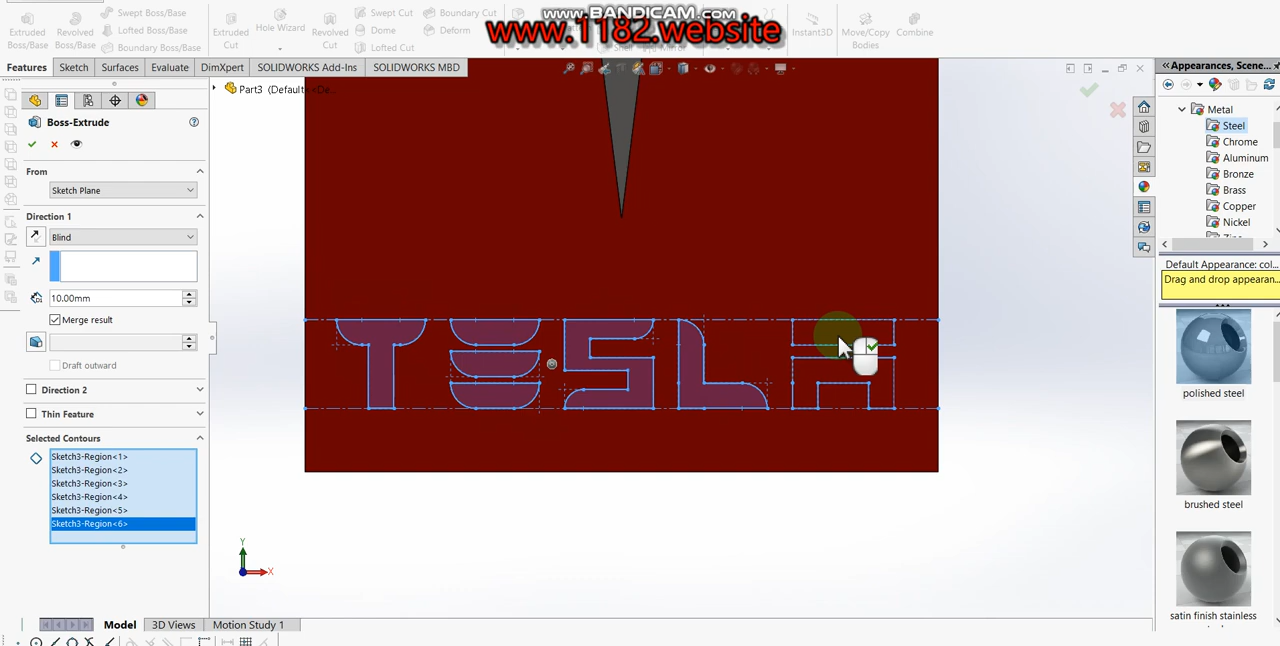 WWW.BANDICAM.COM
www.1182.website
Extruded Boss/Base
Revolved Boss/Base
Swept Boss/Base
Lofted Boss/Base
Boundary Boss/Base
Extruded Cut
Hole Wizard
Revolved Cut
Swept Cut
Dome
Lofted Cut
Boundary Cut
Deform
Instant3D
Move/Copy Bodies
Combine
Features
Sketch
Surfaces
Evaluate
DimXpert
SOLIDWORKS Add-Ins
SOLIDWORKS MBD
Part3 (Default<<De...
Boss-Extrude
From
Sketch Plane
Direction 1
Blind
10.00mm
Merge result
Draft outward
Direction 2
Thin Feature
Selected Contours
Sketch3-Region<1>
Sketch3-Region<2>
Sketch3-Region<3>
Sketch3-Region<4>
Sketch3-Region<5>
Sketch3-Region<6>
TESLA
Y
X
Appearances, Scene...
Metal
Steel
Chrome
Aluminum
Bronze
Brass
Copper
Nickel
Default Appearance: col...
Drag and drop appearan...
polished steel
brushed steel
satin finish stainless
Model
3D Views
Motion Study 1